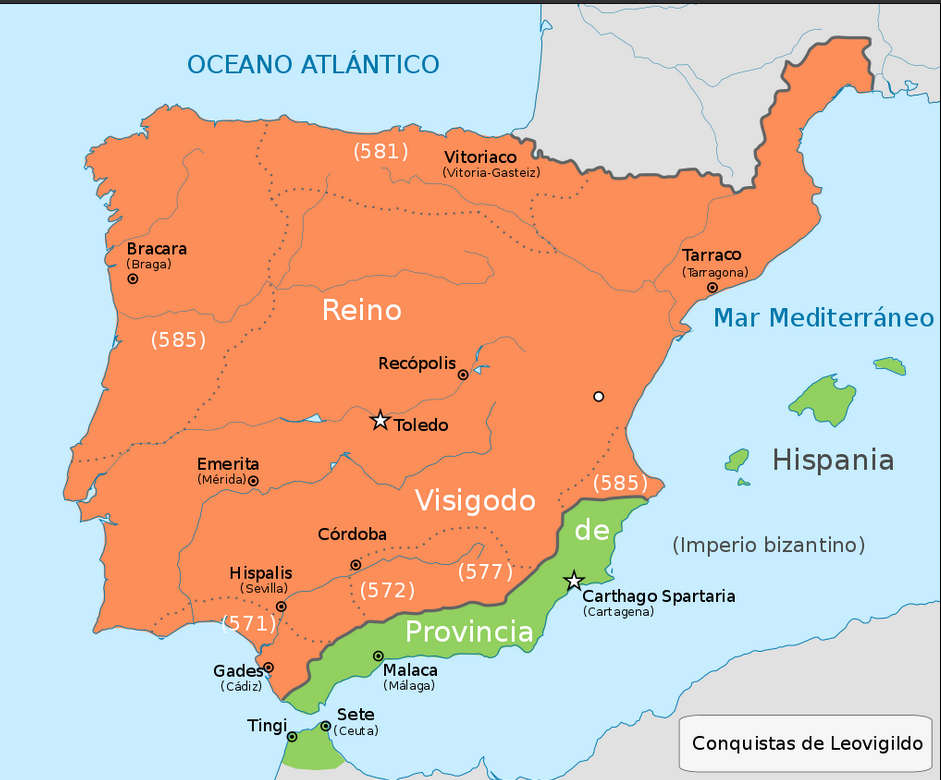 OCEANO ATLÁNTICO
(581)
Vitoriaco
(Vitoria-Gasteiz)
Bracara
(Braga)
Tarraco
(Tarragona)
Reino
Mar Mediterráneo
(585)
Recópolis
Toledo
Emerita
(Mérida)
Hispania
(585)
Visigodo
de
Córdoba
(Imperio bizantino)
Hispalis
(Sevilla)
(577)
(572)
Carthago Spartaria
(Cartagena)
(571)
Provincia
Gades
(Cádiz)
Malaca
(Málaga)
Tingi
Sete
(Ceuta)
Conquistas de Leovigildo